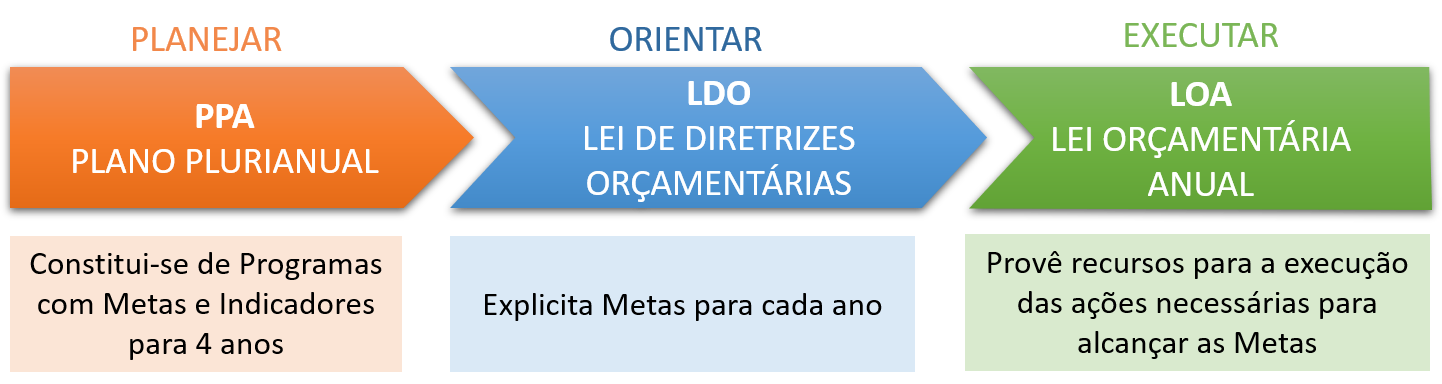 PLANEJAR
PPA
PLANO PLURIANUAL
Constitui-se de Programas
com Metas e Indicadores
para 4 anos
ORIENTAR
LDO
LEI DE DIRETRIZES
ORÇAMENTÁRIAS
Explicita Metas para cada ano
EXECUTAR
LOA
LEI ORÇAMENTÁRIA
ANUAL
Provê recursos para a execução
das ações necessárias para
alcançar as Metas